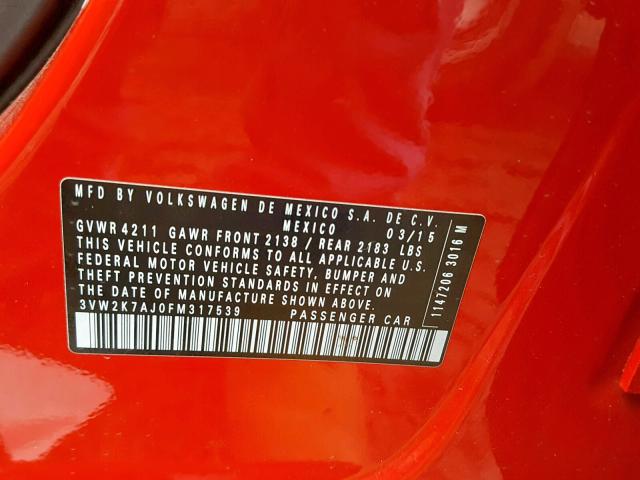 MFD BY VOLKSWAGEN DE MEXICO S.A. DE C.V.
MEXICO 03/15
GVWR 4211 GAWR FRONT 2138 / REAR 2183 LBS
THIS VEHICLE CONFORMS TO ALL APPLICABLE U.S.
FEDERAL MOTOR VEHICLE SAFETY, BUMPER AND
THEFT PREVENTION STANDARDS IN EFFECT ON
THE DATE OF MANUFACTURE SHOWN ABOVE.
3VW2K7AJ0FM317539 PASSENGER CAR
1147206 3016 M